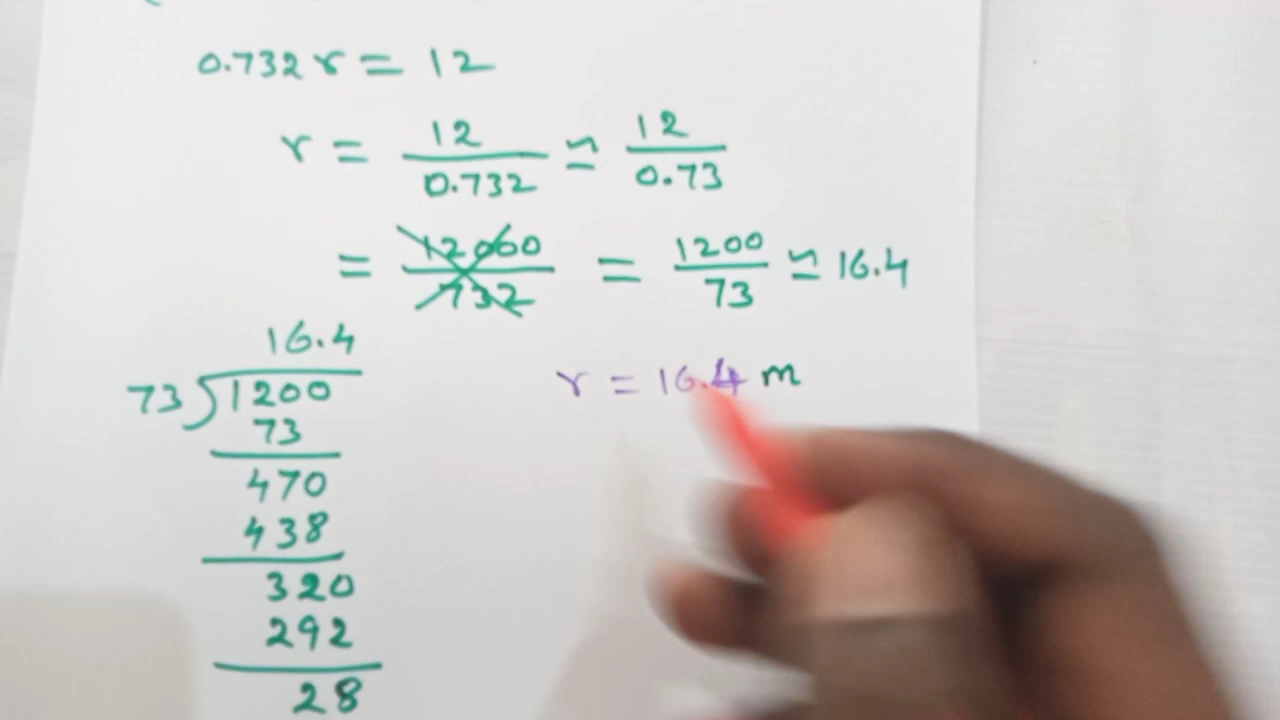 0.732 r = 12
r = 12/0.732 ≃ 12/0.73
= 12000/732 = 1200/73 ≃ 16.4
16.4
73 ) 1200
r = 16.4 m
73
470
438
320
292
28